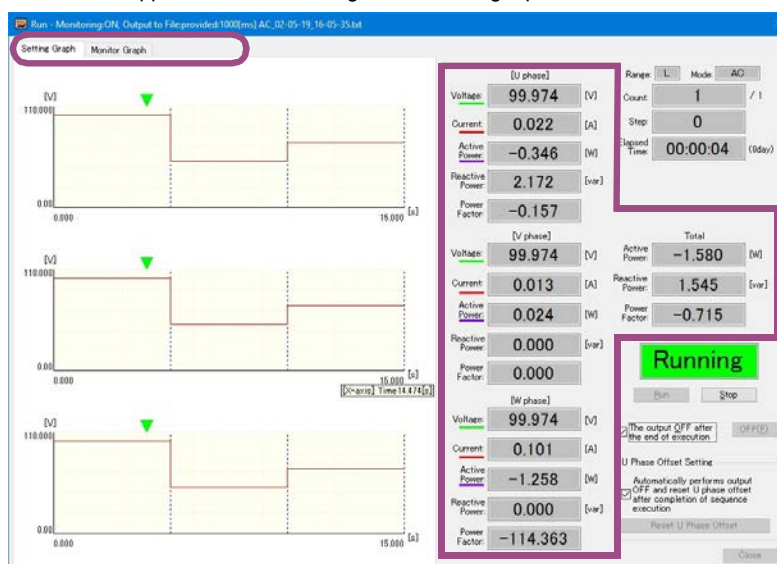 Run - Monitoring:ON, Output to File:provided:1000[ms] AC_02-05-19_16-05-35.txt
Setting Graph Monitor Graph
[V]
110.000
0.00
0.000 15.000 [s]
[V]
110.000
0.00
0.000 15.000 [s]
[X-axis] Time 14.474[s]
[V]
110.000
0.00
0.000 15.000 [s]
[U phase]
Voltage: 99.974 [V]
Current: 0.022 [A]
Active Power: -0.346 [W]
Reactive Power: 2.172 [var]
Power Factor: -0.157
[V phase]
Voltage: 99.974 [V]
Current: 0.013 [A]
Active Power: 0.024 [W]
Reactive Power: 0.000 [var]
Power Factor: 0.000
[W phase]
Voltage: 99.974 [V]
Current: 0.101 [A]
Active Power: -1.258 [W]
Reactive Power: 0.000 [var]
Power Factor: -114.363
Range: L Mode: AC
Count: 1 / 1
Step: 0
Elapsed Time: 00:00:04 (0day)
Total
Active Power: -1.580 [W]
Reactive Power: 1.545 [var]
Power Factor: -0.715
Running
Run Stop
The output OFF after
the end of execution
OFF(F)
U Phase Offset Setting
Automatically performs output
OFF and reset U phase offset
after completion of sequence
execution
Reset U Phase Offset
Close